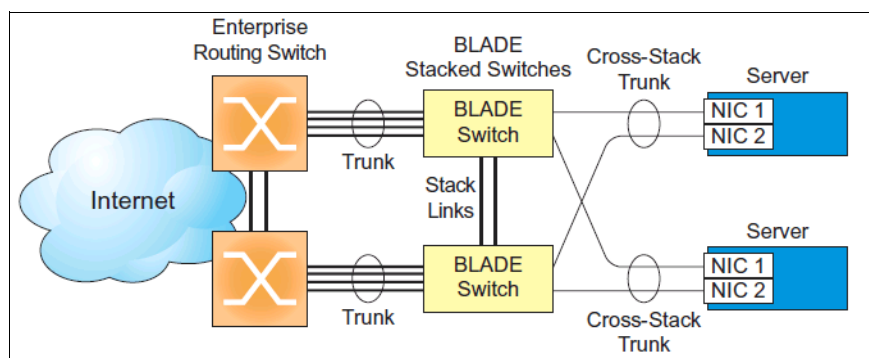 Enterprise
Routing Switch
BLADE
Stacked Switches
Cross-Stack
Trunk
Server
BLADE
Switch
NIC 1
NIC 2
Trunk
Internet
Stack
Links
Server
BLADE
Switch
NIC 1
NIC 2
Trunk
Cross-Stack
Trunk